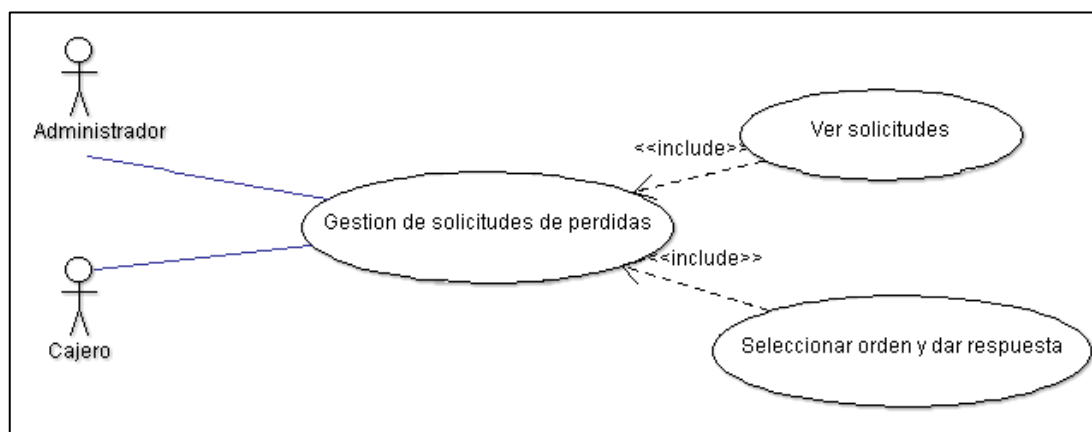 Administrador
Ver solicitudes
<<include>>
Gestion de solicitudes de perdidas
<<include>>
Seleccionar orden y dar respuesta
Cajero